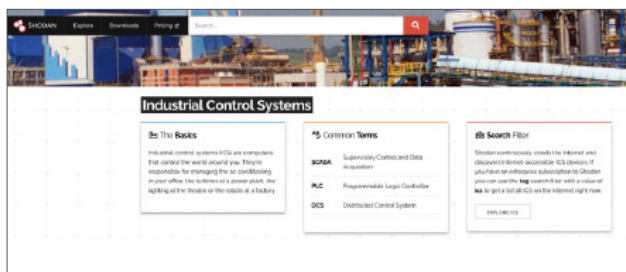 SHODAN Explore Downloads Pricing Search...
Industrial Control Systems
The Basics
Industrial control systems (ICS) are computers
that control the world around you. They're
responsible for managing the air conditioning
in your office, the turbines at a power plant, the
lighting at the theatre or the robots at a factory
Common Terms
SCADA Supervisory Control and Data
Acquisition
PLC Programmable Logic Controller
DCS Distributed Control System
Search Filter
Shodan continuously crawls the Internet and
discovers Internet-accessible ICS devices. If
you have an enterprise subscription to Shodan
you can use the tag search filter with a value of
ics to get a list of all ICS on the Internet right now.
EXPLORE ICS